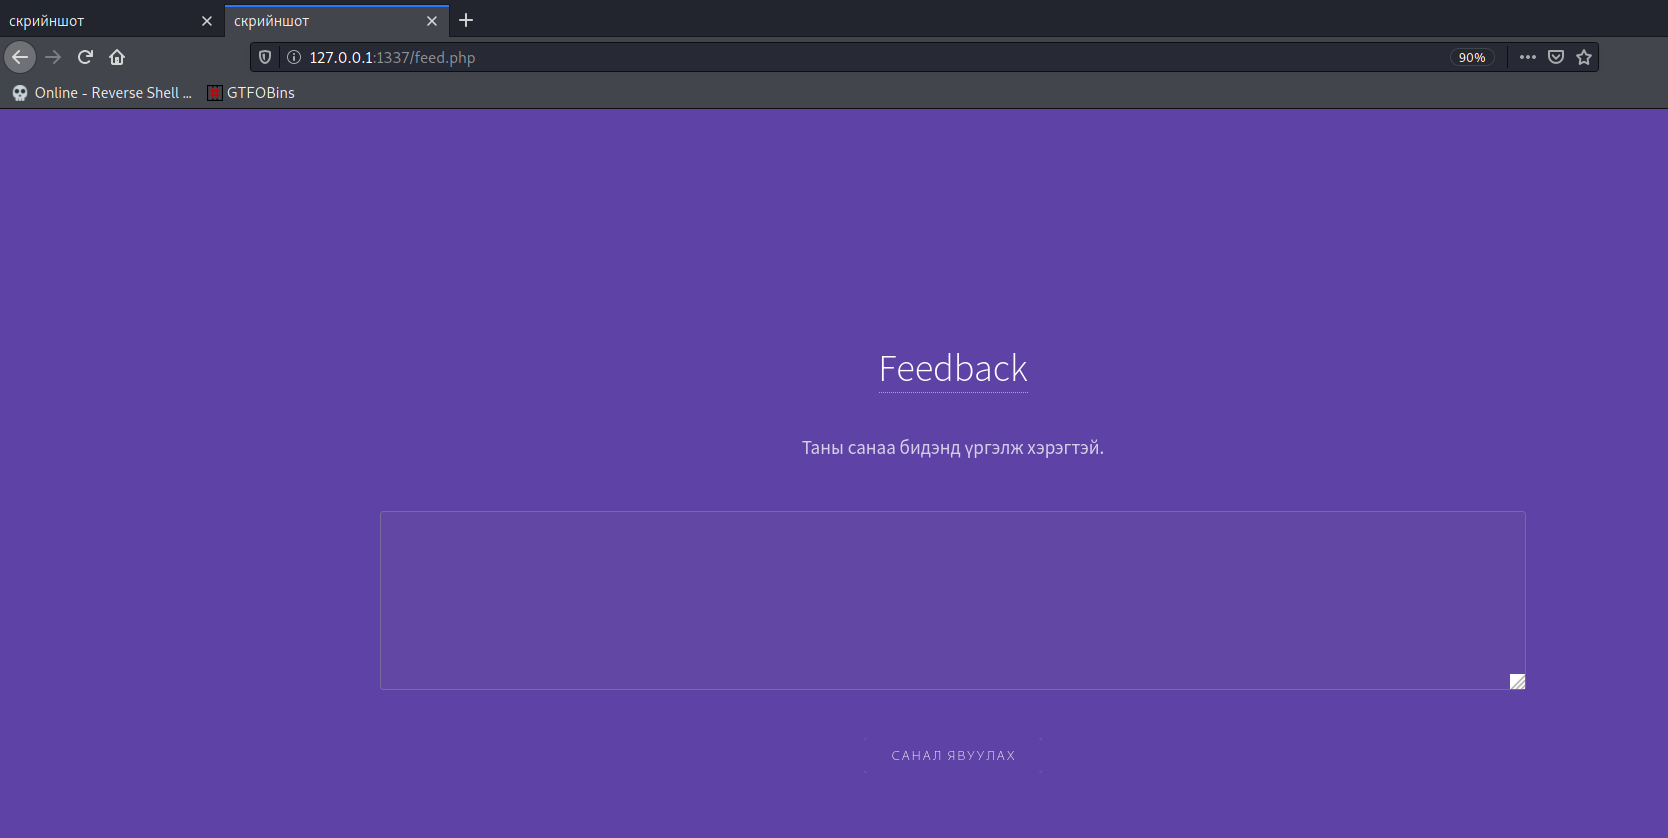 скрийншот
скрийншот
127.0.0.1:1337/feed.php
90%
Online - Reverse Shell ...
GTFOBins
Feedback
Таны санаа бидэнд үргэлж хэрэгтэй.
САНАЛ ЯВУУЛАХ